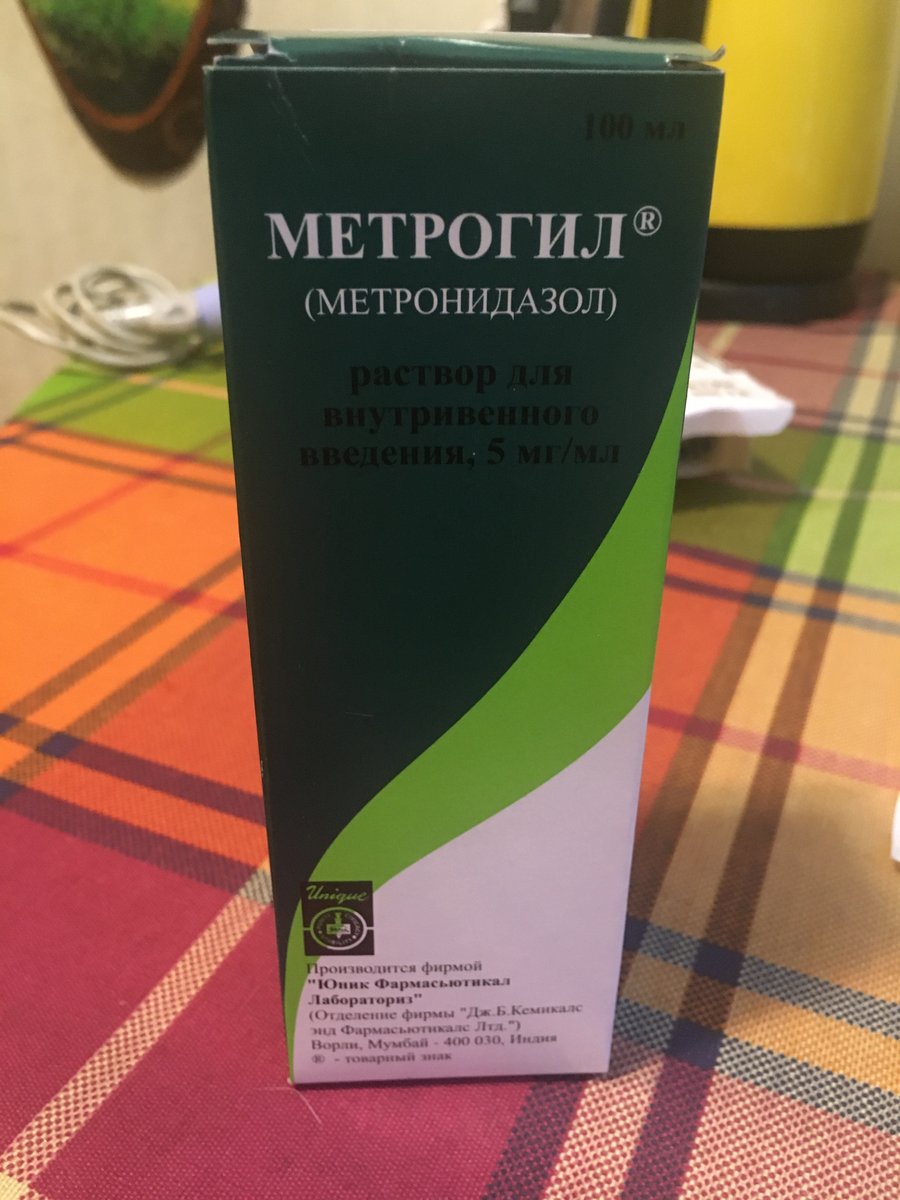 100 мл
МЕТРОГИЛ®
(МЕТРОНИДАЗОЛ)
раствор для
внутривенного
введения, 5 мг/мл
Unique
Производится фирмой
"Юник Фармасьютикал
Лабораториз"
(Отделение фирмы "Дж.Б.Кемикалс
энд Фармасьютикалс Лтд.")
Ворли, Мумбай - 400 030, Индия
® - товарный знак